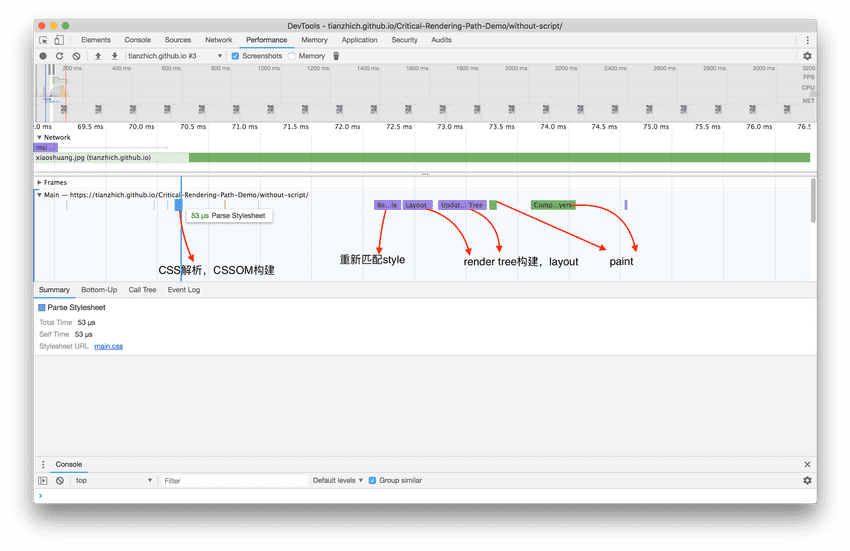 DevTools - tianzhich.github.io/Critical-Rendering-Path-Demo/without-script/
Elements Console Sources Network Performance Memory Application Security Audits
tianzhich.github.io #3 Screenshots Memory
200 ms 400 ms 600 ms 800 ms 1000 ms 1200 ms 1400 ms 1600 ms 1800 ms 2000 ms 2200 ms 2400 ms 2600 ms 2800 ms 3000 ms 3200
FPS
CPU
NET
9.0 ms 69.5 ms 70.0 ms 70.5 ms 71.0 ms 71.5 ms 72.0 ms 72.5 ms 73.0 ms 73.5 ms 74.0 ms 74.5 ms 75.0 ms 75.5 ms 76.0 ms 76.5
Network
mai...
xiaoshuang.jpg (tianzhich.github.io)
Frames
Main — https://tianzhich.github.io/Critical-Rendering-Path-Demo/without-script/
Re...le Layout Updat... Tree Comp...yers
53 μs Parse Stylesheet
CSS解析，CSSOM构建
重新匹配style
render tree构建，layout
paint
Summary Bottom-Up Call Tree Event Log
Parse Stylesheet
Total Time 53 μs
Self Time 53 μs
Stylesheet URL main.css
Console
top Filter Default levels Group similar